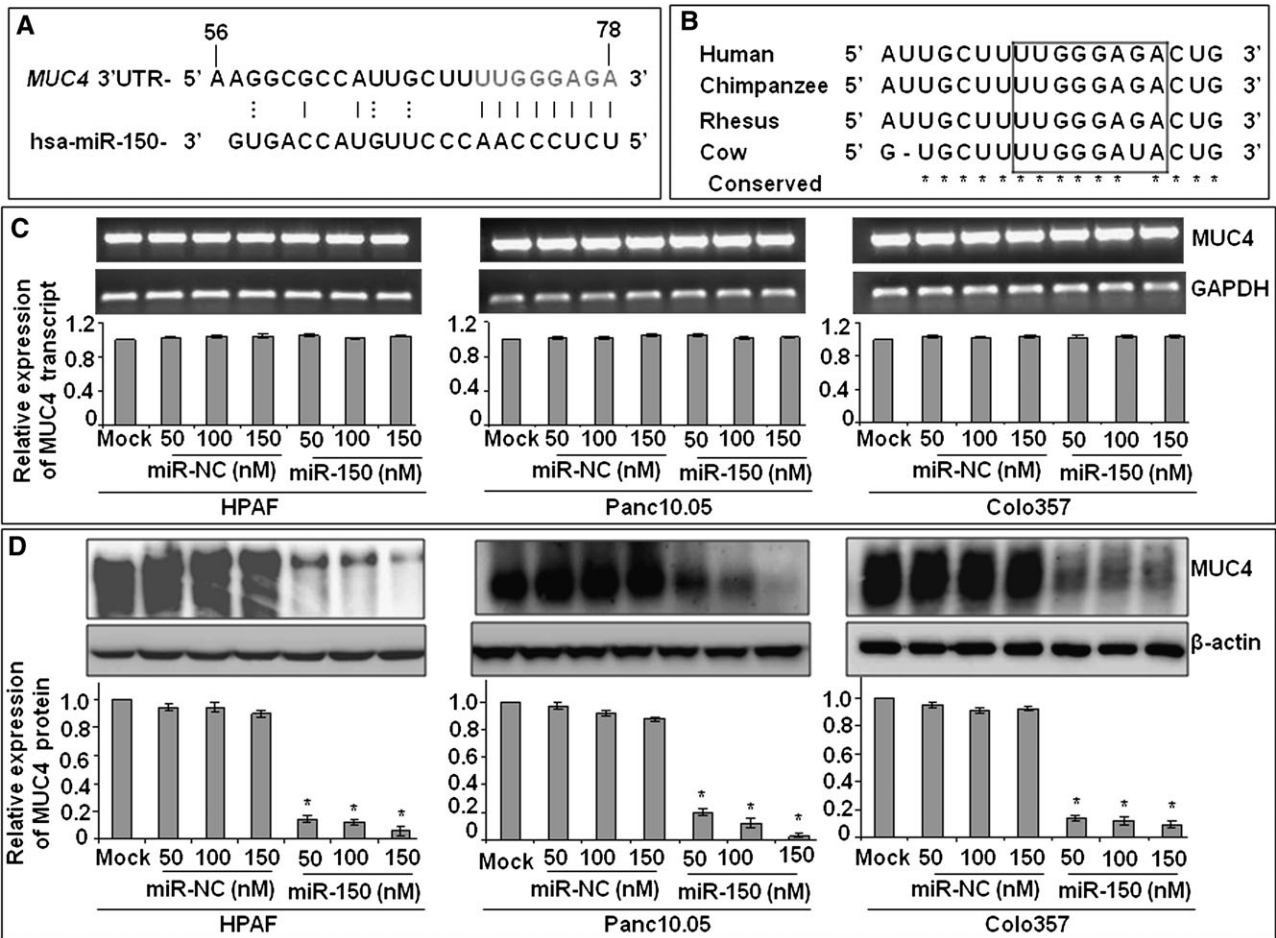 A
56 78
MUC4 3'UTR- 5' AAGGCGCCAUUGCUUUUGGGAGA 3'
hsa-miR-150- 3' GUGACCAUGUUCCCAACCCUCU 5'
B
Human 5' AUUGCUUUUGGGAGACUG 3'
Chimpanzee 5' AUUGCUUUUGGGAGACUG 3'
Rhesus 5' AUUGCUUUUGGGAGACUG 3'
Cow 5' G-UGCUUUUGGGAUACUG 3'
Conserved * * * * * * * * * * * * * * *
C
MUC4
GAPDH
Relative expression
of MUC4 transcript
1.2
0.8
0.4
0
Mock 50 100 150 50 100 150
miR-NC (nM) miR-150 (nM)
HPAF
1.2
0.8
0.4
0
Mock 50 100 150 50 100 150
miR-NC (nM) miR-150 (nM)
Panc10.05
1.2
0.8
0.4
0
Mock 50 100 150 50 100 150
miR-NC (nM) miR-150 (nM)
Colo357
D
MUC4
β-actin
Relative expression
of MUC4 protein
1.0
0.8
0.6
0.4
0.2
0
* * *
Mock 50 100 150 50 100 150
miR-NC (nM) miR-150 (nM)
HPAF
1.0
0.8
0.6
0.4
0.2
0
* * *
Mock 50 100 150 50 100 150
miR-NC (nM) miR-150 (nM)
Panc10.05
1.0
0.8
0.6
0.4
0.2
0
* * *
Mock 50 100 150 50 100 150
miR-NC (nM) miR-150 (nM)
Colo357